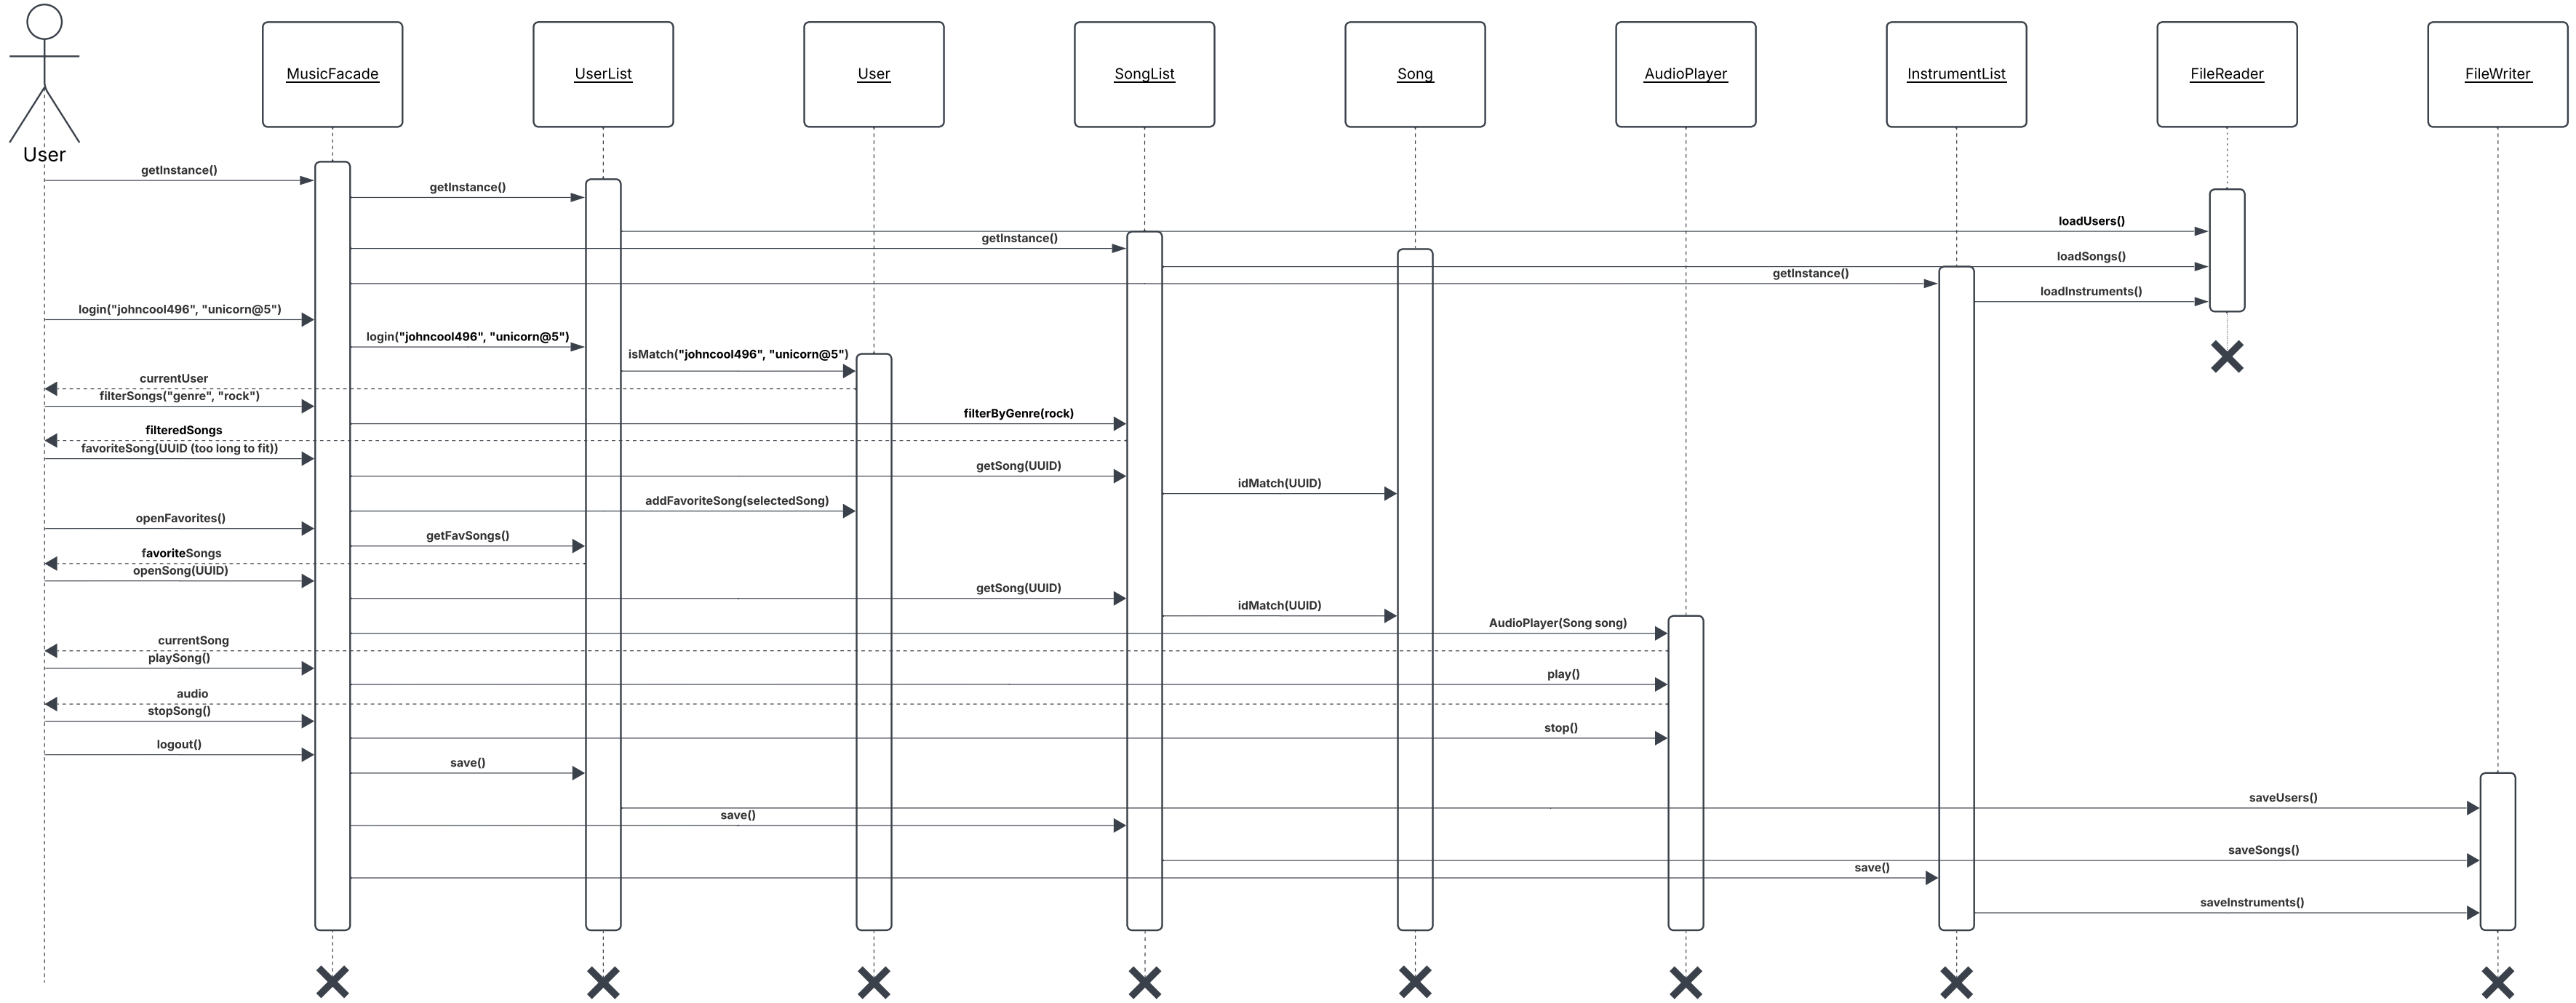 MusicFacade
UserList
User
SongList
Song
AudioPlayer
InstrumentList
FileReader
FileWriter
User
getInstance()
getInstance()
loadUsers()
getInstance()
loadSongs()
getInstance()
loadInstruments()
login("johncool496", "unicorn@5")
login("johncool496", "unicorn@5")
isMatch("johncool496", "unicorn@5")
currentUser
filterSongs("genre", "rock")
filterByGenre(rock)
filteredSongs
favoriteSong(UUID (too long to fit))
getSong(UUID)
idMatch(UUID)
addFavoriteSong(selectedSong)
openFavorites()
getFavSongs()
favoriteSongs
openSong(UUID)
getSong(UUID)
idMatch(UUID)
AudioPlayer(Song song)
currentSong
playSong()
play()
audio
stopSong()
stop()
logout()
save()
saveUsers()
save()
saveSongs()
save()
saveInstruments()